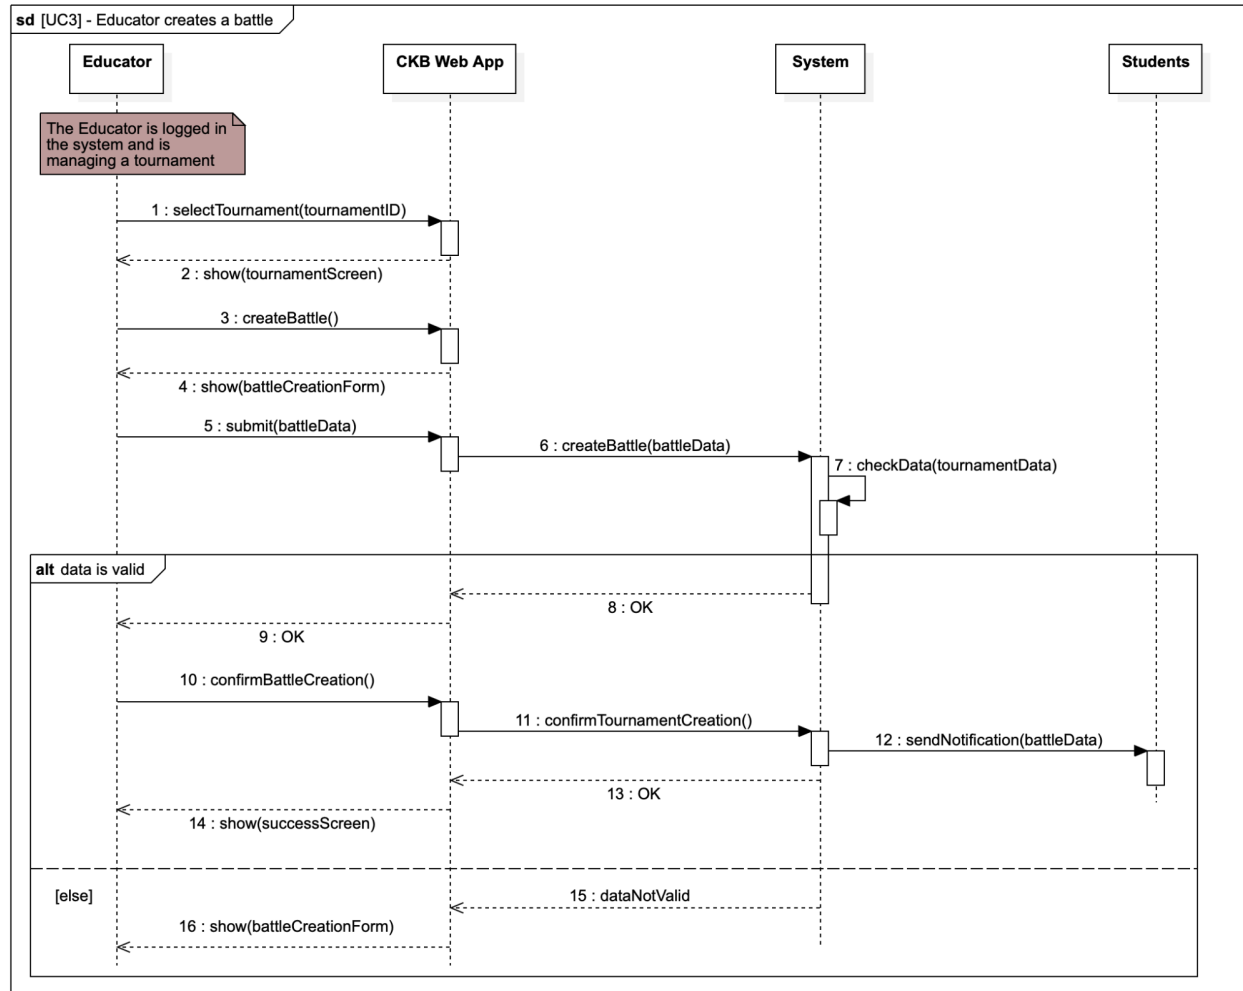 sd [UC3] - Educator creates a battle
Educator
CKB Web App
System
Students
The Educator is logged in
the system and is
managing a tournament
1 : selectTournament(tournamentID)
2 : show(tournamentScreen)
3 : createBattle()
4 : show(battleCreationForm)
5 : submit(battleData)
6 : createBattle(battleData)
7 : checkData(tournamentData)
alt data is valid
8 : OK
9 : OK
10 : confirmBattleCreation()
11 : confirmTournamentCreation()
12 : sendNotification(battleData)
13 : OK
14 : show(successScreen)
[else]
15 : dataNotValid
16 : show(battleCreationForm)